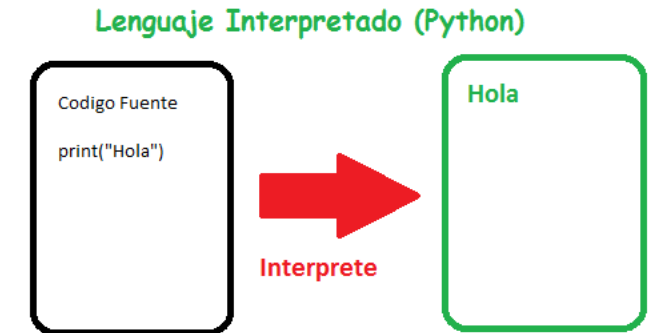 Lenguaje Interpretado (Python)
Codigo Fuente
print("Hola")
Interprete
Hola